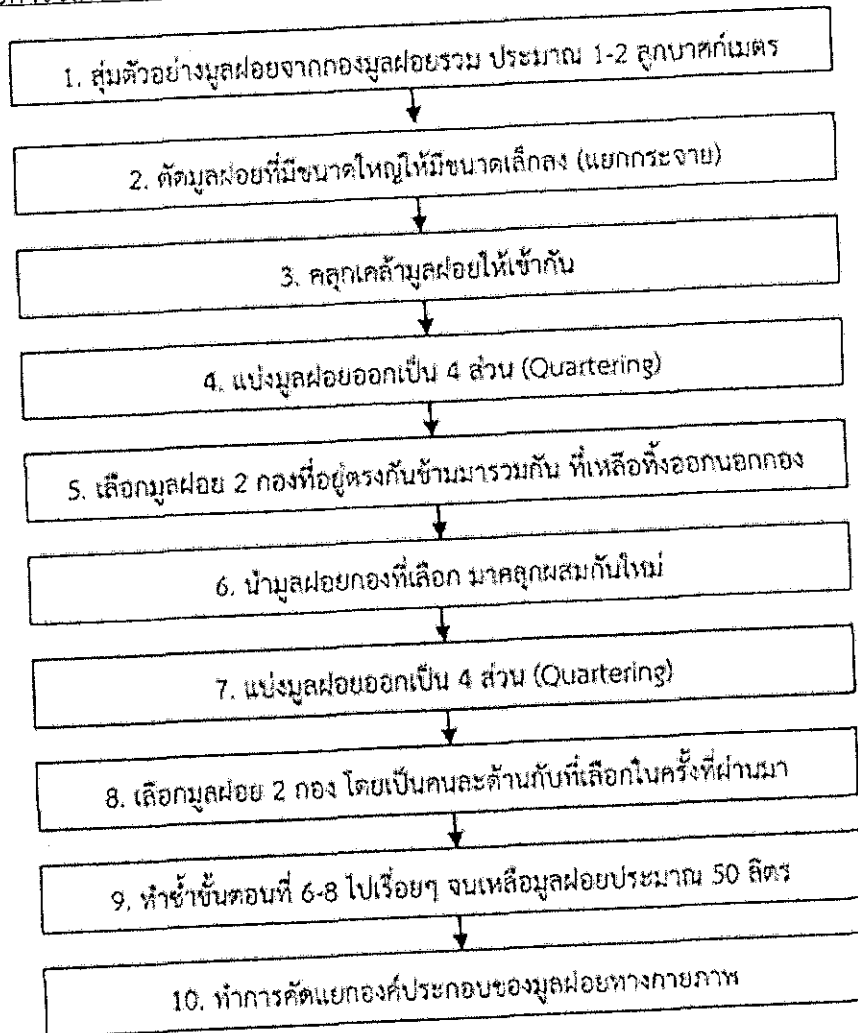 1. สุ่มตัวอย่างมูลฝอยจากกองมูลฝอยรวม ประมาณ 1-2 ลูกบาศก์เมตร
2. ตัดมูลฝอยที่มีขนาดใหญ่ให้มีขนาดเล็กลง (แยกกระจาย)
3. คลุกเคล้ามูลฝอยให้เข้ากัน
4. แบ่งมูลฝอยออกเป็น 4 ส่วน (Quartering)
5. เลือกมูลฝอย 2 กองที่อยู่ตรงกันข้ามมารวมกัน ที่เหลือทิ้งออกนอกกอง
6. นำมูลฝอยกองที่เลือก มาคลุกผสมกันใหม่
7. แบ่งมูลฝอยออกเป็น 4 ส่วน (Quartering)
8. เลือกมูลฝอย 2 กอง โดยเป็นคนละด้านกับที่เลือกในครั้งที่ผ่านมา
9. ทำซ้ำขั้นตอนที่ 6-8 ไปเรื่อยๆ จนเหลือมูลฝอยประมาณ 50 ลิตร
10. ทำการคัดแยกองค์ประกอบของมูลฝอยทางกายภาพ